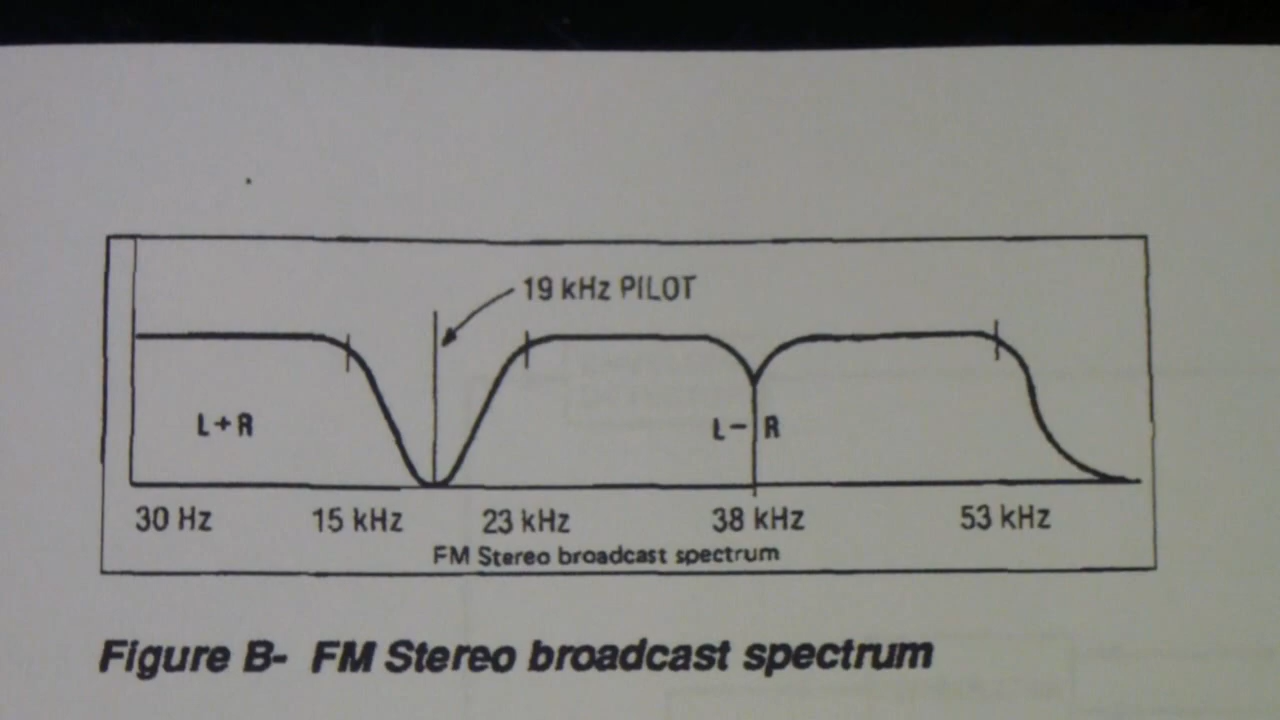 19 kHz PILOT
L+R
L-R
30 Hz 15 kHz 23 kHz 38 kHz 53 kHz
FM Stereo broadcast spectrum
Figure B- FM Stereo broadcast spectrum